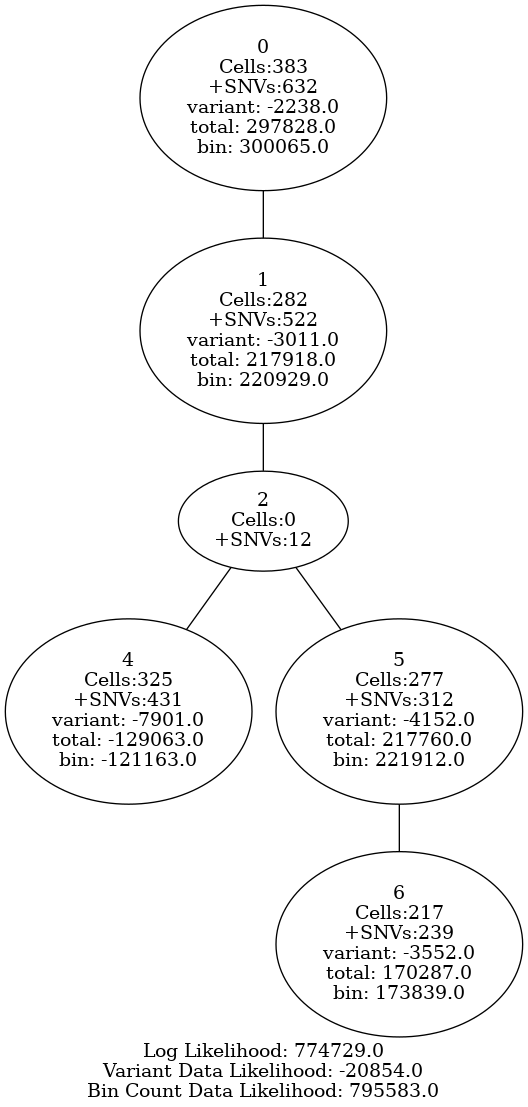 0
Cells:383
+SNVs:632
variant: -2238.0
total: 297828.0
bin: 300065.0
1
Cells:282
+SNVs:522
variant: -3011.0
total: 217918.0
bin: 220929.0
2
Cells:0
+SNVs:12
4
Cells:325
+SNVs:431
variant: -7901.0
total: -129063.0
bin: -121163.0
5
Cells:277
+SNVs:312
variant: -4152.0
total: 217760.0
bin: 221912.0
6
Cells:217
+SNVs:239
variant: -3552.0
total: 170287.0
bin: 173839.0
Log Likelihood: 774729.0
Variant Data Likelihood: -20854.0
Bin Count Data Likelihood: 795583.0